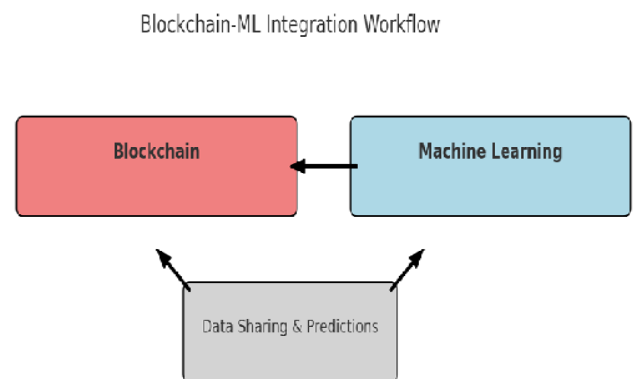 Blockchain-ML Integration Workflow
Blockchain
Machine Learning
Data Sharing & Predictions